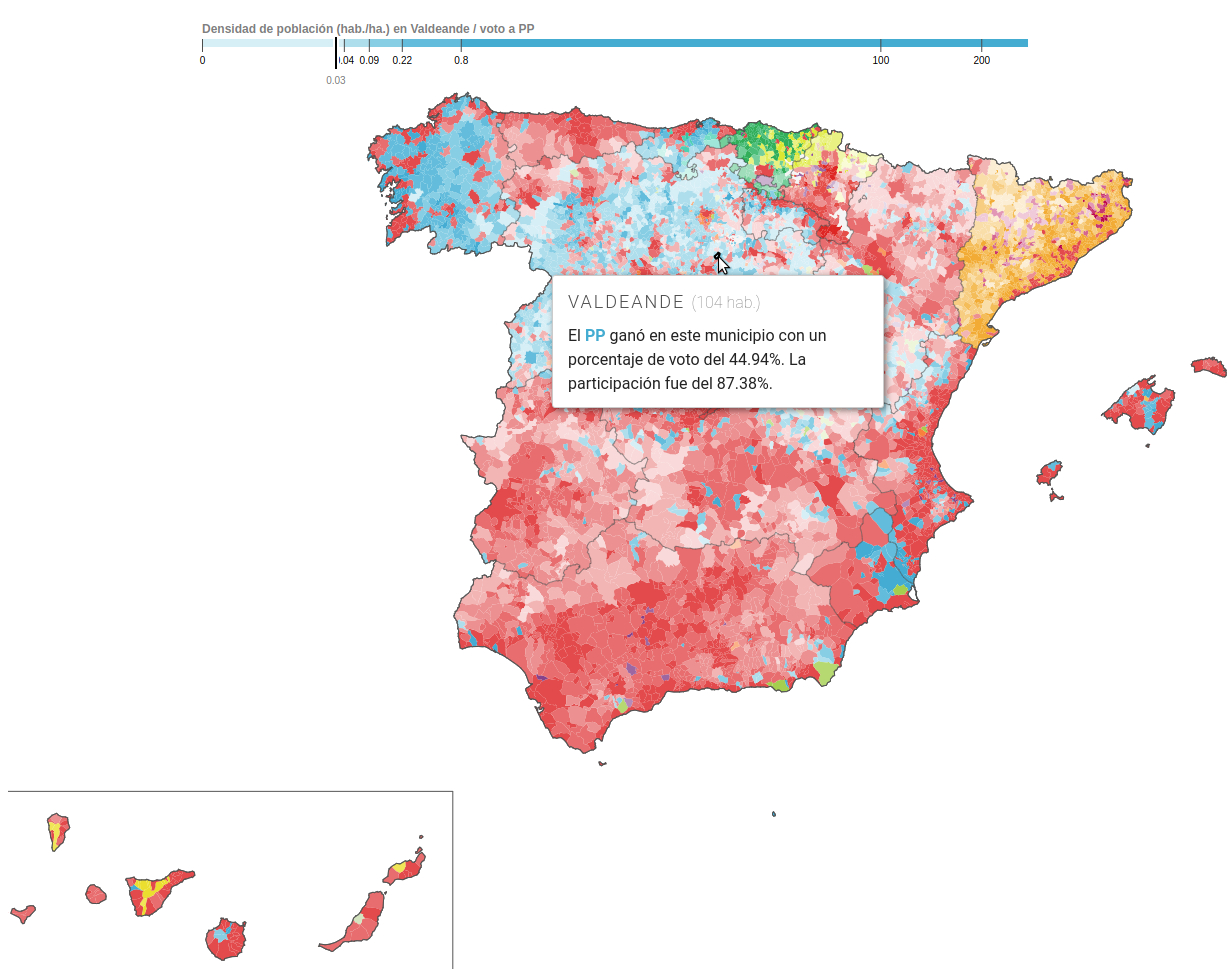 Densidad de población (hab./ha.) en Valdeande / voto a PP
0 0.04 0.09 0.22 0.8 100 200
0.03
VALDEANDE (104 hab.)
El PP ganó en este municipio con un
porcentaje de voto del 44.94%. La
participación fue del 87.38%.